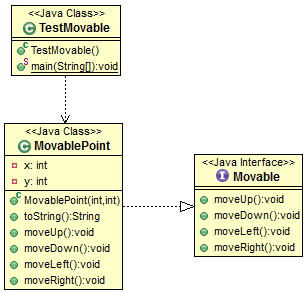 <<Java Class>>
TestMovable
TestMovable()
main(String[]):void
<<Java Class>>
MovablePoint
x: int
y: int
MovablePoint(int,int)
toString():String
moveUp():void
moveDown():void
moveLeft():void
moveRight():void
<<Java Interface>>
Movable
moveUp():void
moveDown():void
moveLeft():void
moveRight():void